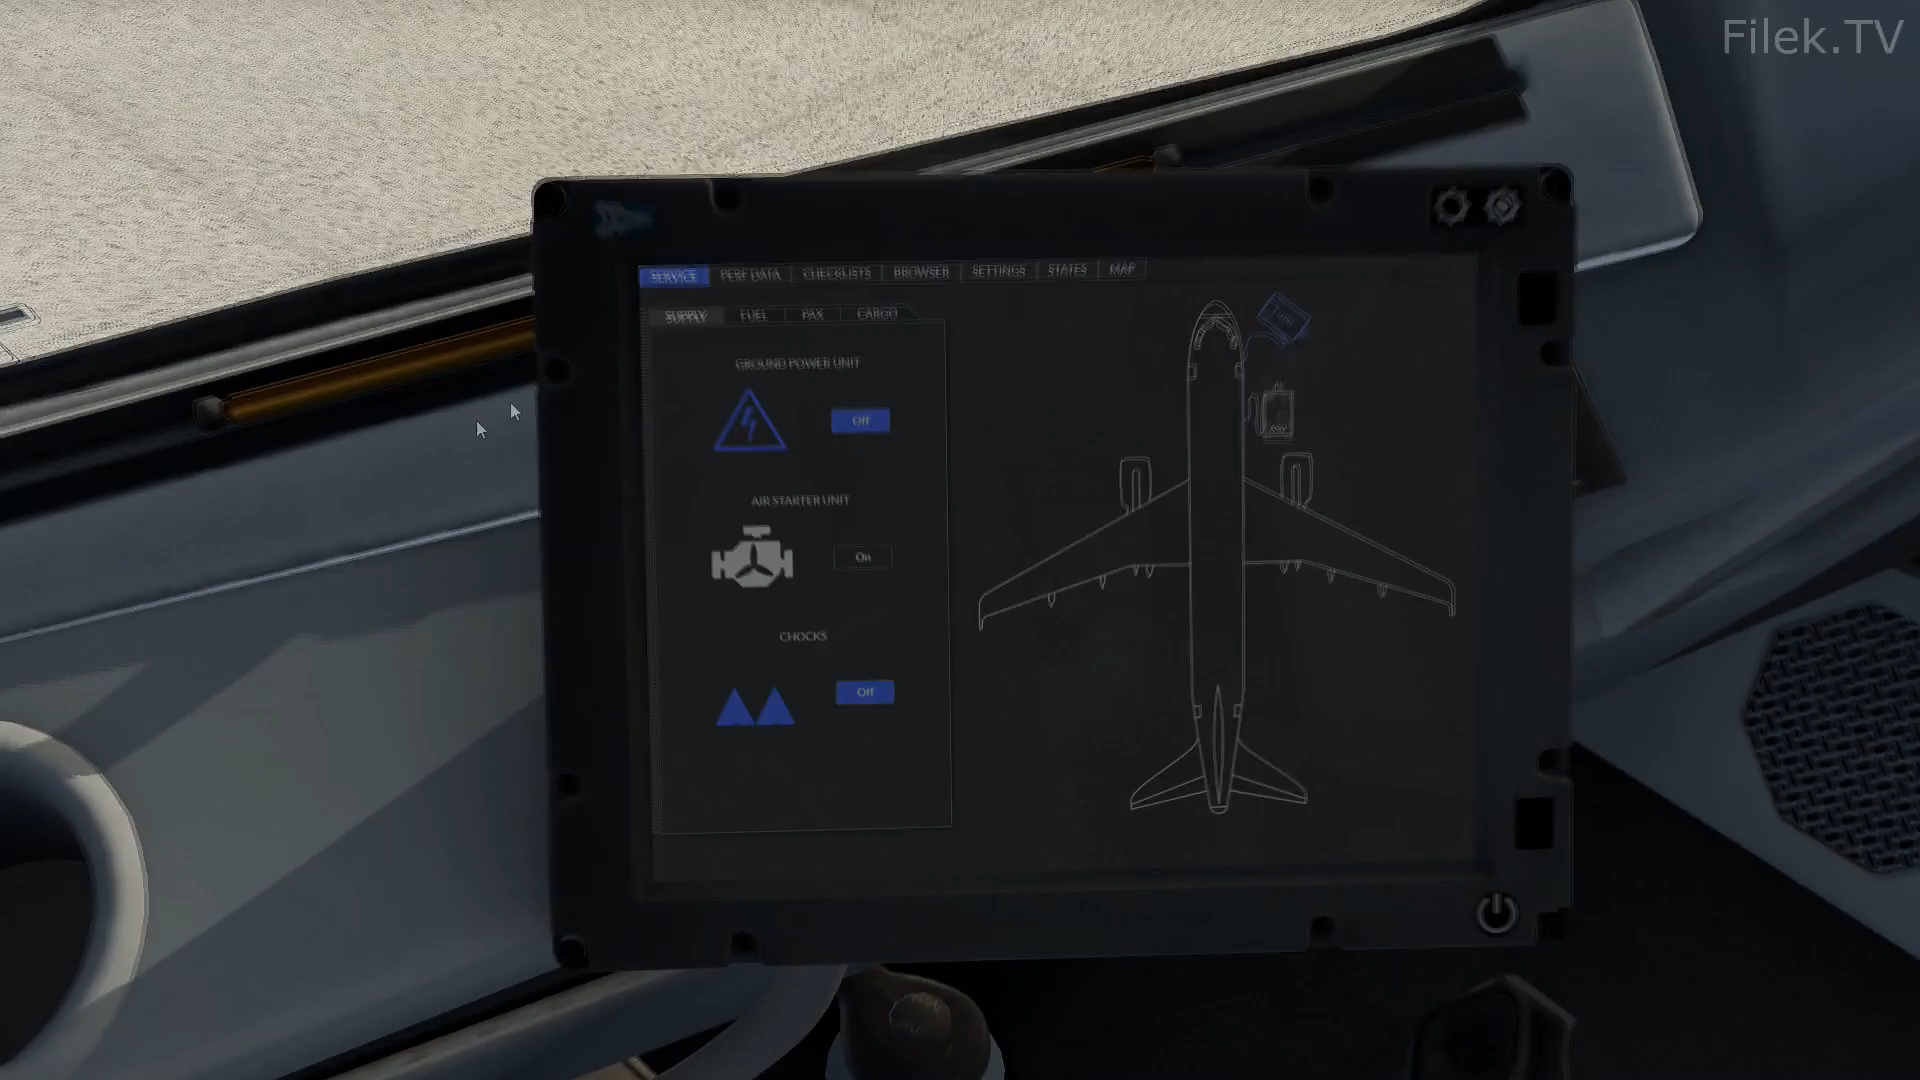 Filek.TV
SERVICE PERF DATA CHECKLISTS BROWSER SETTINGS STATES MAP
SUPPLY FUEL PAX CARGO
GROUND POWER UNIT
Off
AIR STARTER UNIT
On
CHOCKS
Off